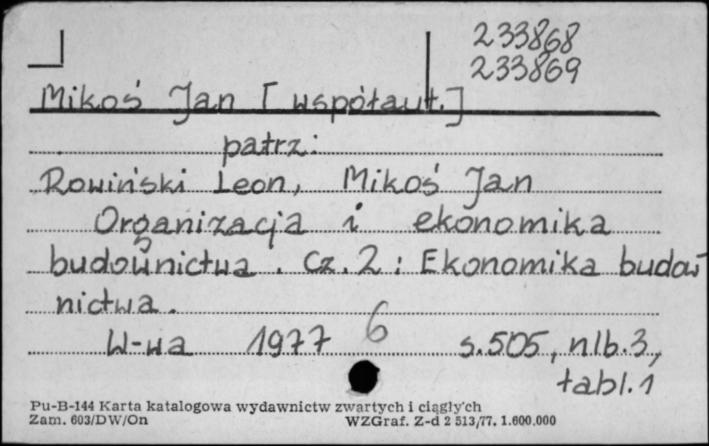 233868
233869
Mikoś Jan [współaut.]
patrz:
Rowiński Leon, Mikoś Jan
Organizacja i ekonomika
budownictwa. Cz. 2: Ekonomika budow
nictwa.
W-wa 1977 6 s.505, nlb.3,
tabl.1
Pu-B-144 Karta katalogowa wydawnictw zwartych i ciągłych
Zam. 603/DW/On WZGraf. Z-d 2 513/77. 1.600.000